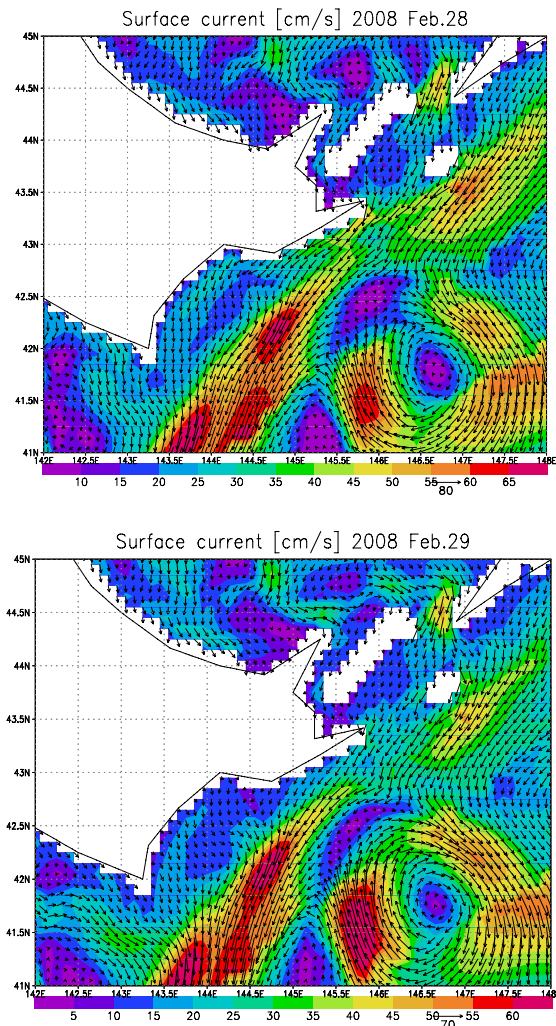 Surface current [cm/s] 2008 Feb.28
45N
44.5N
44N
43.5N
43N
42.5N
42N
41.5N
41N
142E 142.5E 143E 143.5E 144E 144.5E 145E 145.5E 146E 146.5E 147E 147.5E 148E
10 15 20 25 30 35 40 45 50 55 60 65
80
Surface current [cm/s] 2008 Feb.29
45N
44.5N
44N
43.5N
43N
42.5N
42N
41.5N
41N
142E 142.5E 143E 143.5E 144E 144.5E 145E 145.5E 146E 146.5E 147E 147.5E 148
5 10 15 20 25 30 35 40 45 50 55 60
70